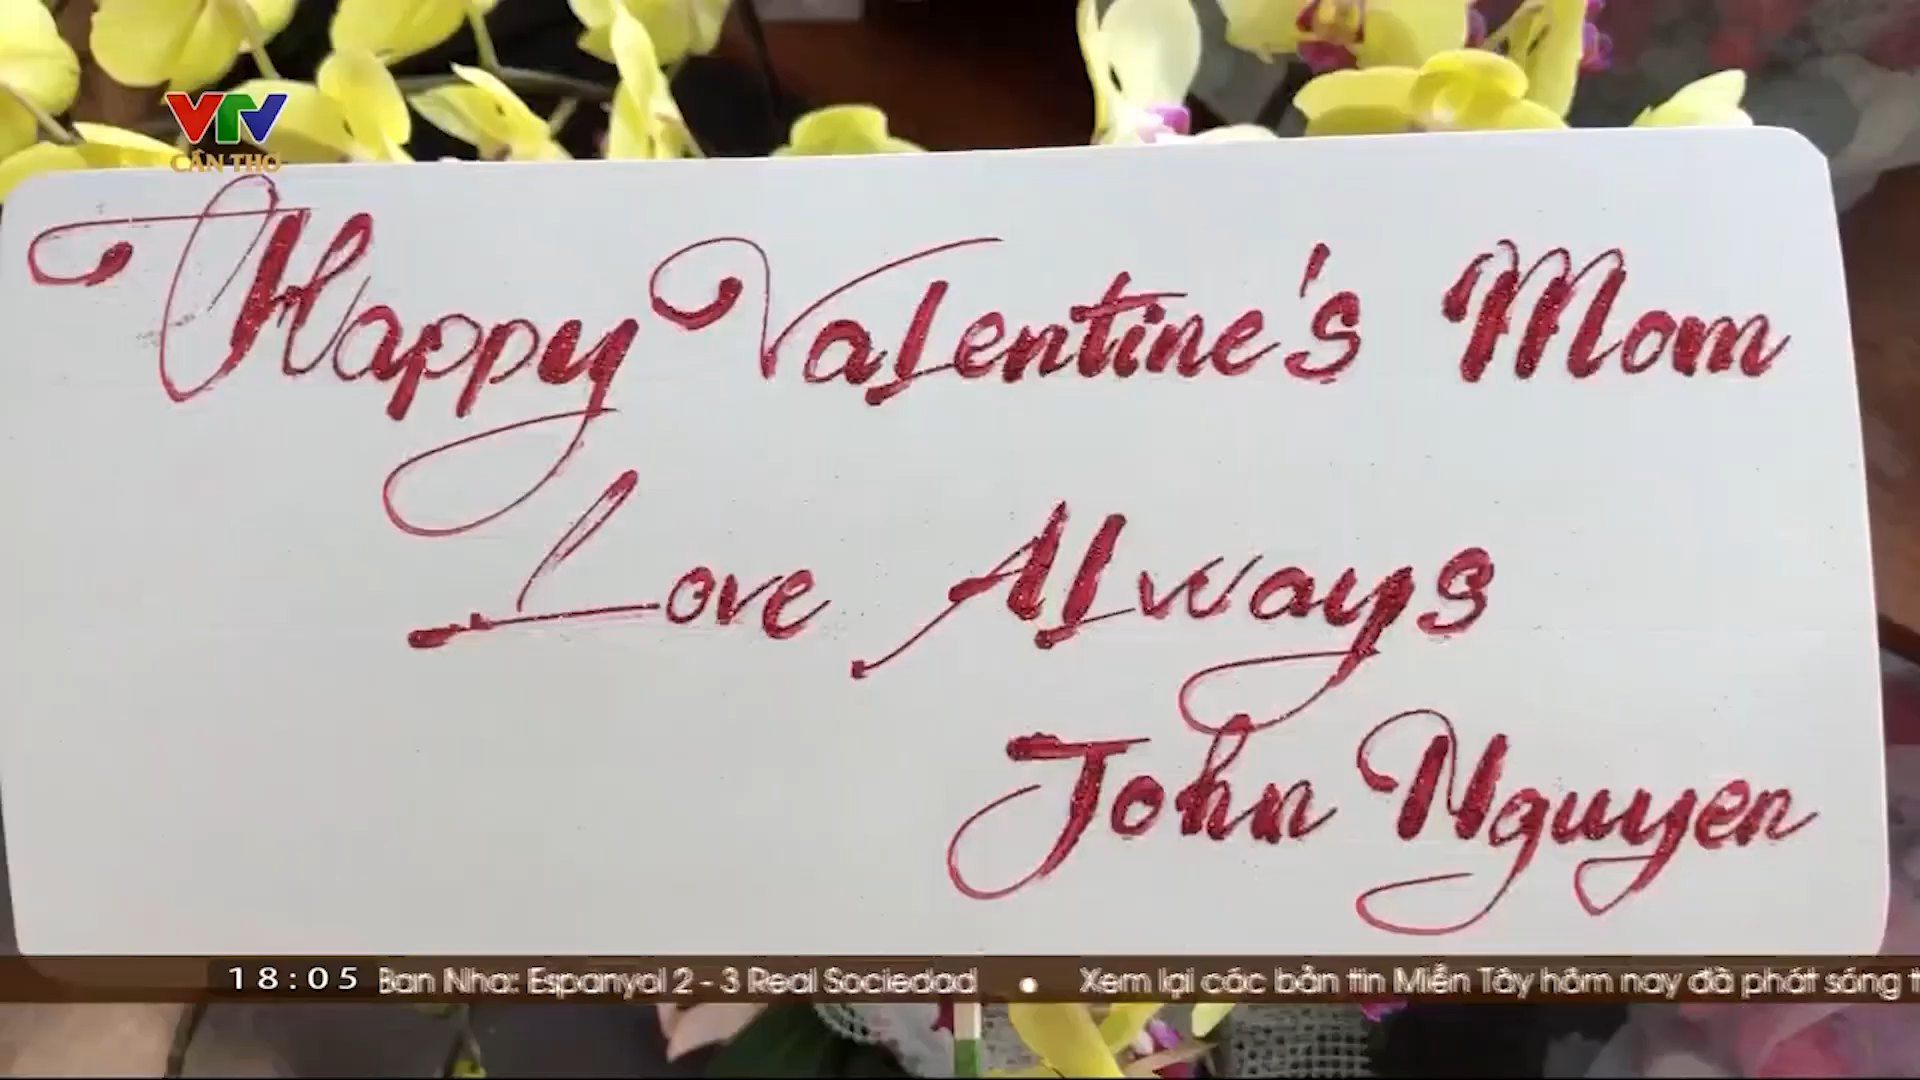 VTV
CẦN THƠ
Happy Valentine's Mom
Love Always
John Nguyen
18:05 Ban Nha: Espanyol 2 - 3 Real Sociedad • Xem lại các bản tin Miền Tây hôm nay đã phát sóng